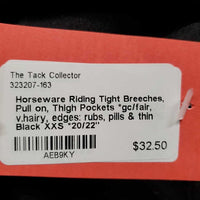 The Tack Collector
323207-163
Horseware Riding Tight Breeches,
Pull on, Thigh Pockets *gc/fair,
v.hairy, edges: rubs, pills & thin
Black XXS *20/22"
AEB9KY
$32.50